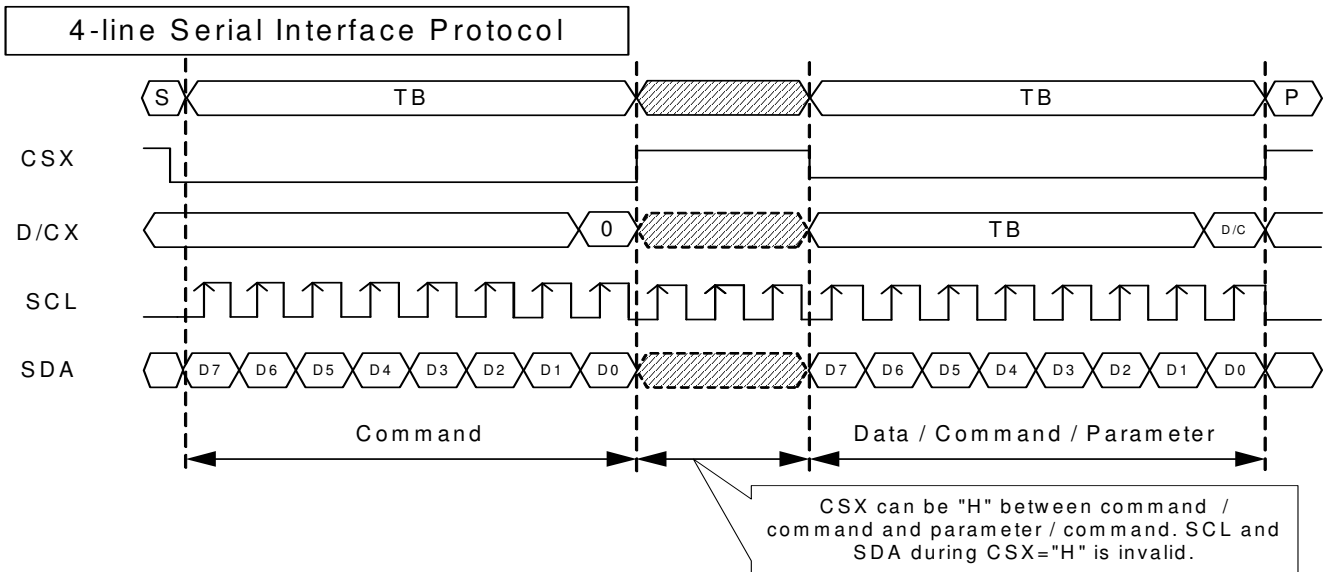 4-line Serial Interface Protocol
S TB TB P
CSX
D/CX 0 TB D/C
SCL
SDA D7 D6 D5 D4 D3 D2 D1 D0 D7 D6 D5 D4 D3 D2 D1 D0
Command Data / Command / Parameter
CSX can be "H" between command /
command and parameter / command. SCL and
SDA during CSX="H" is invalid.